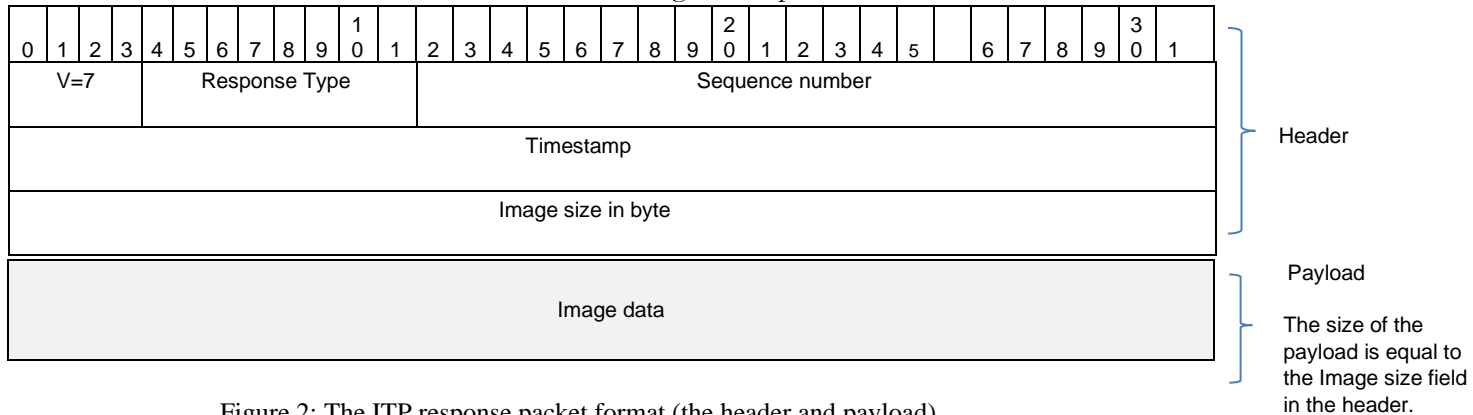 1 2 3
0 1 2 3 4 5 6 7 8 9 0 1 2 3 4 5 6 7 8 9 0 1 2 3 4 5 6 7 8 9 0 1
V=7 Response Type Sequence number
Timestamp
Header
Image size in byte
Payload
Image data
The size of the
payload is equal to
the Image size field
in the header.
Figure 2: The ITP response packet format (the header and payload)